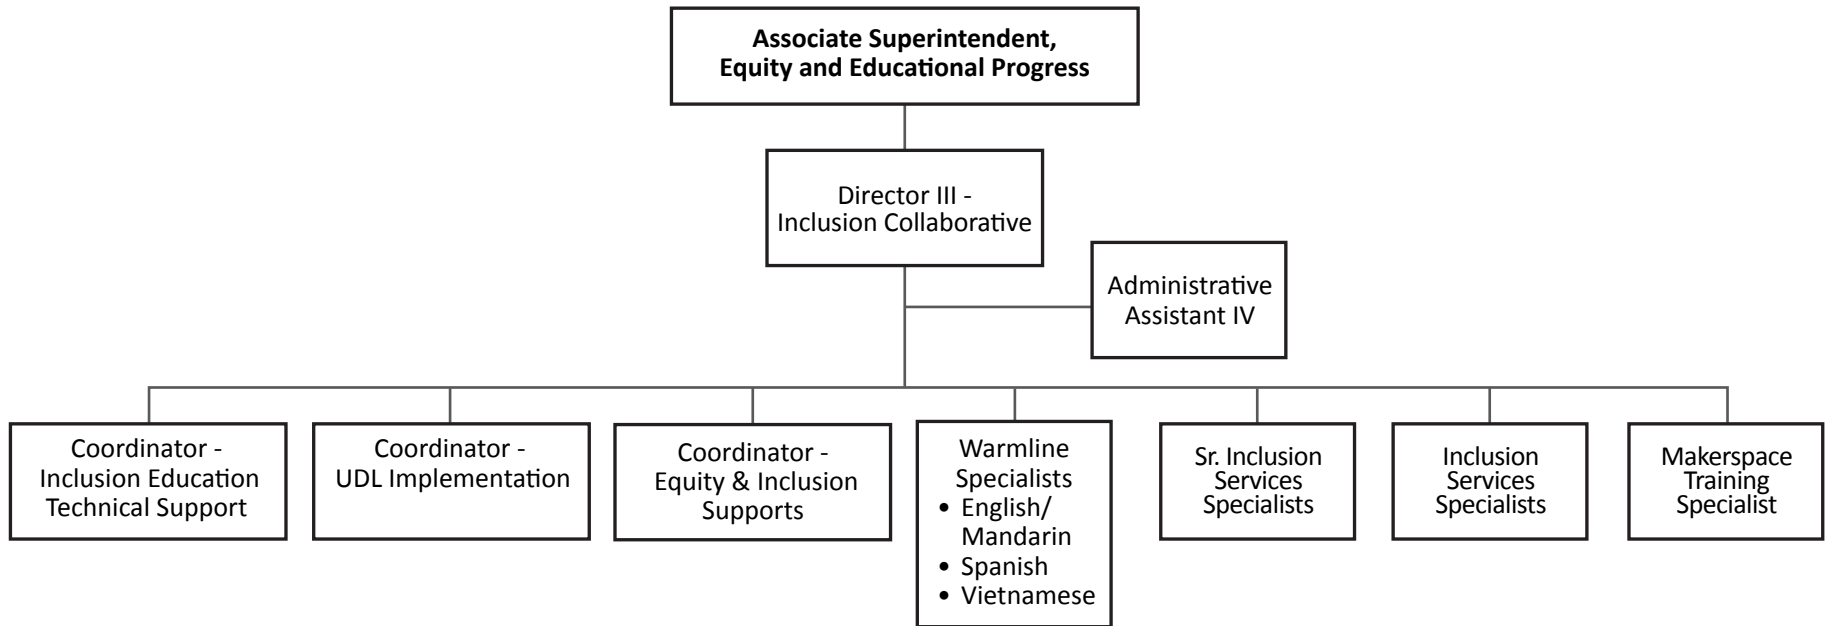 Associate Superintendent,
Equity and Educational Progress
Director III -
Inclusion Collaborative
Administrative
Assistant IV
Coordinator -
Inclusion Education
Technical Support
Coordinator -
UDL Implementation
Coordinator -
Equity & Inclusion
Supports
Warmline
Specialists
• English/
Mandarin
• Spanish
• Vietnamese
Sr. Inclusion
Services
Specialists
Inclusion
Services
Specialists
Makerspace
Training
Specialist